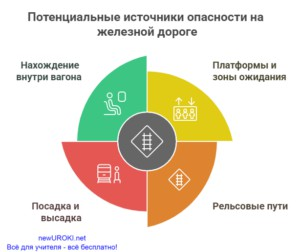 Потенциальные источники опасности на
железной дороге
Нахождение
внутри вагона
Платформы и
зоны ожидания
Посадка и
высадка
Рельсовые пути
newUROKI.net
Всё для учителя - всё бесплатно!